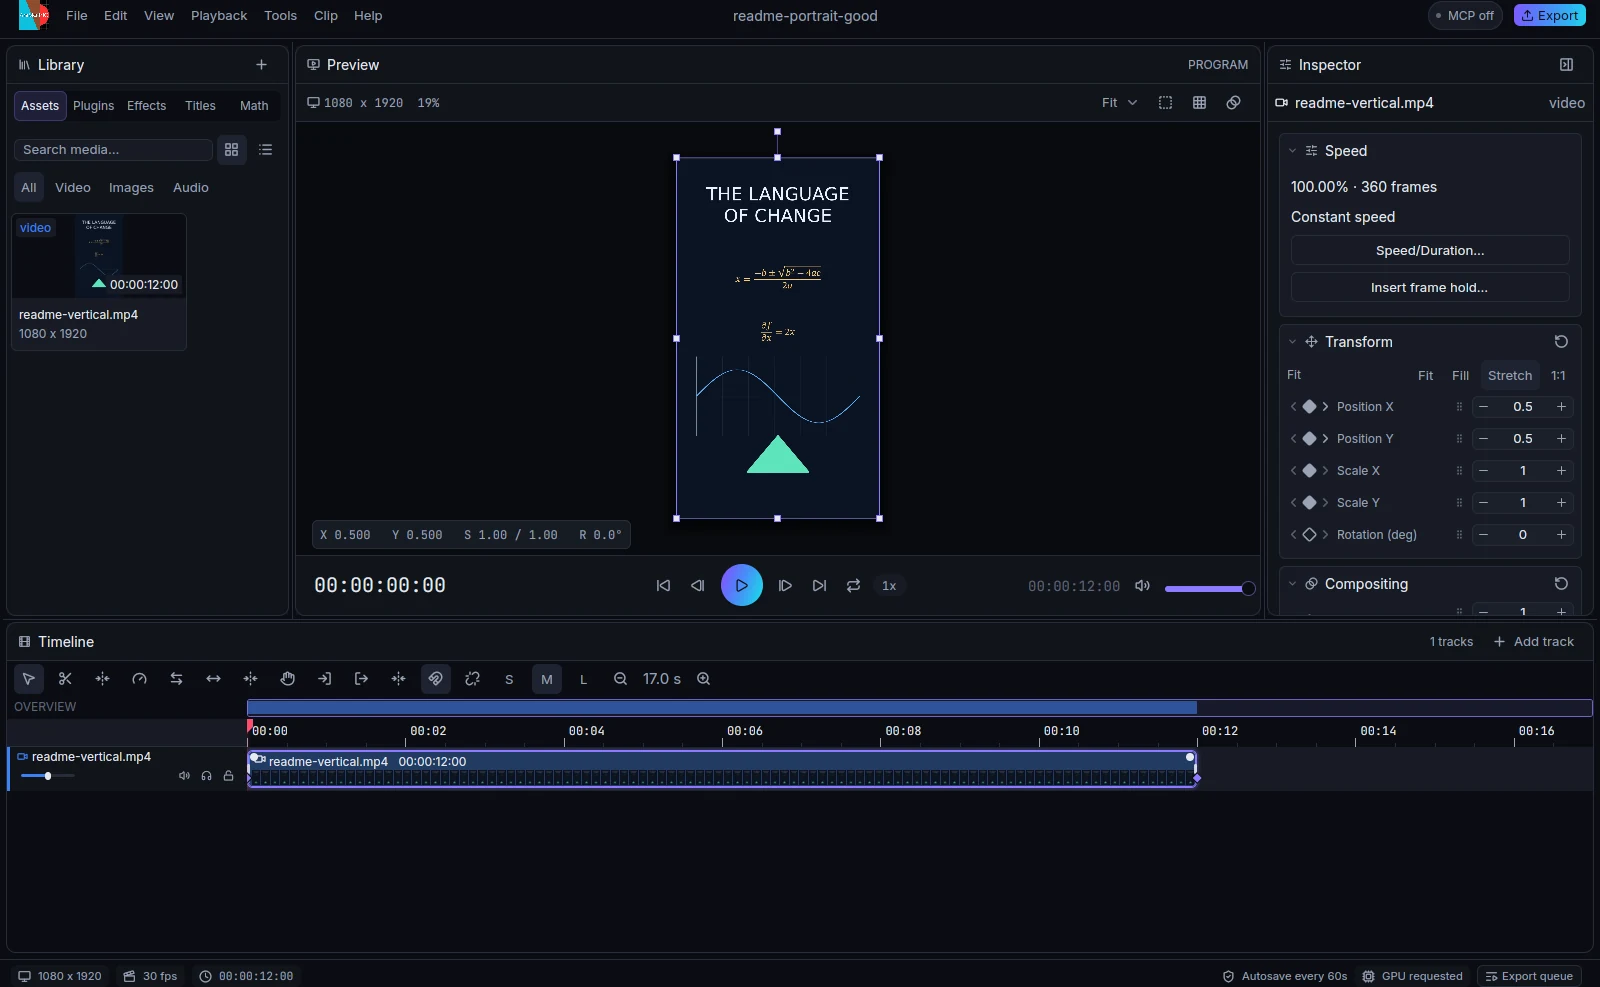 File Edit View Playback Tools Clip Help
readme-portrait-good
MCP off
Export
Library
Assets Plugins Effects Titles Math
Search media...
All Video Images Audio
video
00:00:12:00
readme-vertical.mp4
1080 x 1920
Preview
PROGRAM
1080 x 1920 19%
Fit
THE LANGUAGE
OF CHANGE
∂f/∂x = 2x
X 0.500 Y 0.500 S 1.00 / 1.00 R 0.0°
00:00:00:00
1x
00:00:12:00
Inspector
readme-vertical.mp4 video
Speed
100.00% · 360 frames
Constant speed
Speed/Duration...
Insert frame hold...
Transform
Fit Fit Fill Stretch 1:1
Position X 0.5
Position Y 0.5
Scale X 1
Scale Y 1
Rotation (deg) 0
Compositing
1
Timeline
1 tracks
Add track
S M L
17.0 s
OVERVIEW
00:00 00:02 00:04 00:06 00:08 00:10 00:12 00:14 00:16
readme-vertical.mp4
readme-vertical.mp4 00:00:12:00
1080 x 1920
30 fps
00:00:12:00
Autosave every 60s
GPU requested
Export queue